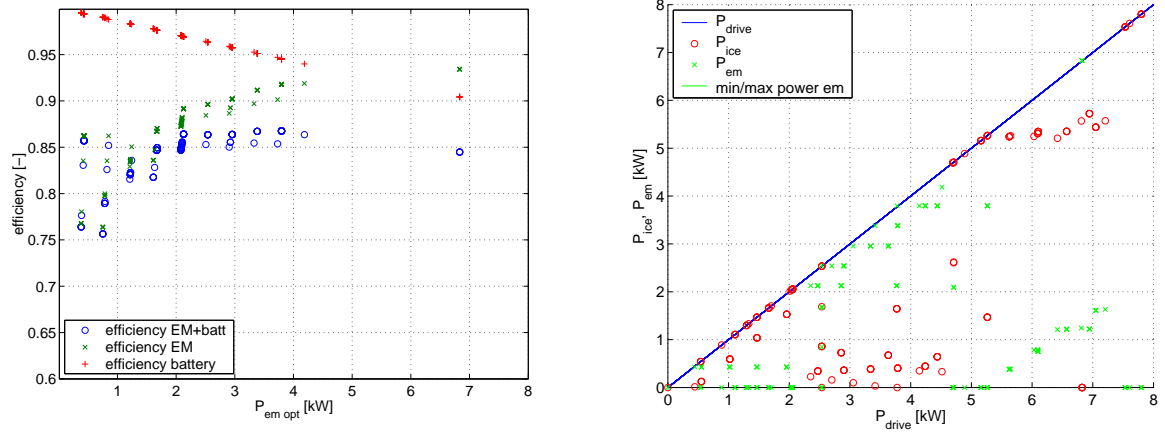 0.95
0.9
0.85
0.8
0.75
0.7
0.65
0.6
efficiency [–]
efficiency EM+batt
efficiency EM
efficiency battery
1 2 3 4 5 6 7 8
P_em opt [kW]
8
7
6
5
4
3
2
1
0
P_ice, P_em [kW]
P_drive
P_ice
P_em
min/max power em
0 1 2 3 4 5 6 7 8
P_drive [kW]